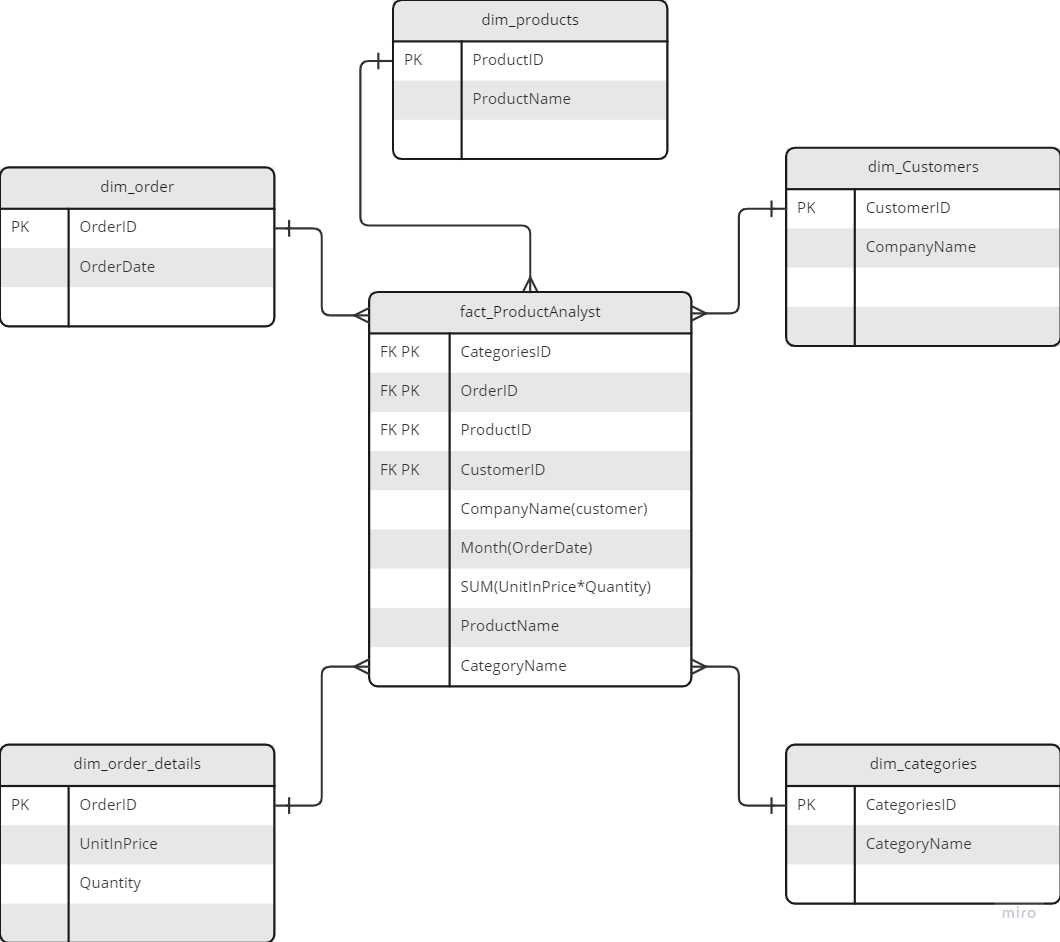 dim_products
PK ProductID
ProductName
dim_order
PK OrderID
OrderDate
dim_Customers
PK CustomerID
CompanyName
fact_ProductAnalyst
FK PK CategoriesID
FK PK OrderID
FK PK ProductID
FK PK CustomerID
CompanyName(customer)
Month(OrderDate)
SUM(UnitInPrice*Quantity)
ProductName
CategoryName
dim_order_details
PK OrderID
UnitInPrice
Quantity
dim_categories
PK CategoriesID
CategoryName
miro